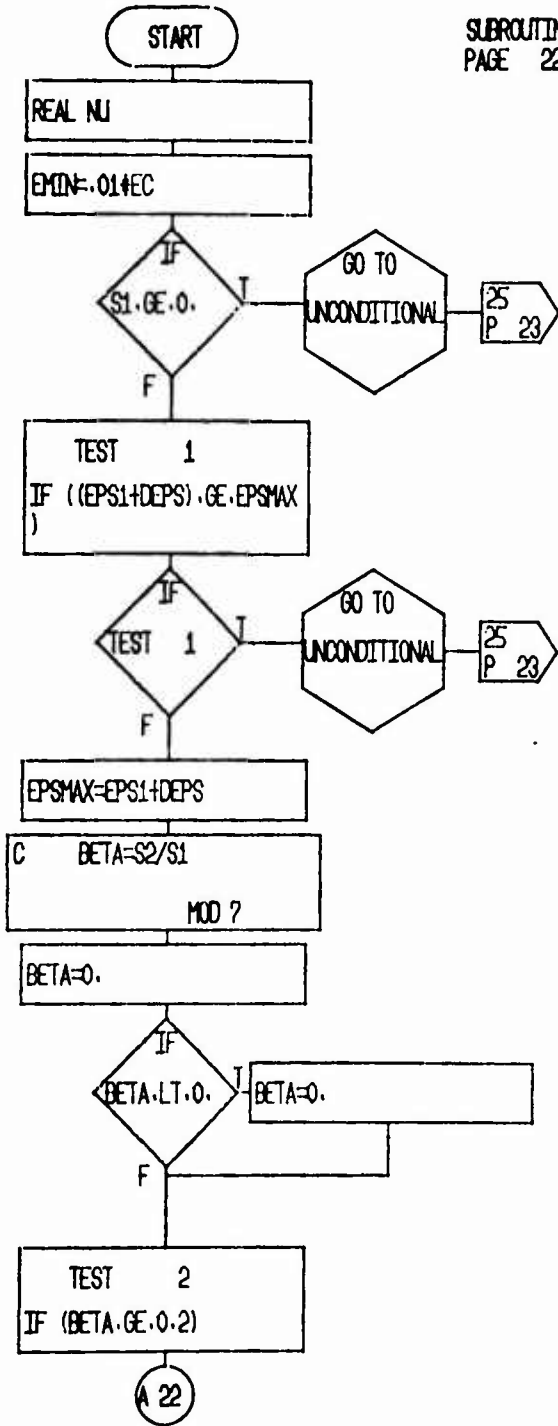 SUBROUTIN
PAGE 22
START
REAL NU
EMIN=.01*EC
IF
S1.GE.0.
T
F
GO TO
UNCONDITIONAL
25
P 23
TEST 1
IF ((EPS1+DEPS).GE.EPSMAX
)
IF
TEST 1
T
F
GO TO
UNCONDITIONAL
25
P 23
EPSMAX=EPS1+DEPS
C BETA=S2/S1
MOD 7
BETA=0.
IF
BETA.LT.0.
T
BETA=0.
F
TEST 2
IF (BETA.GE.0.2)
A 22